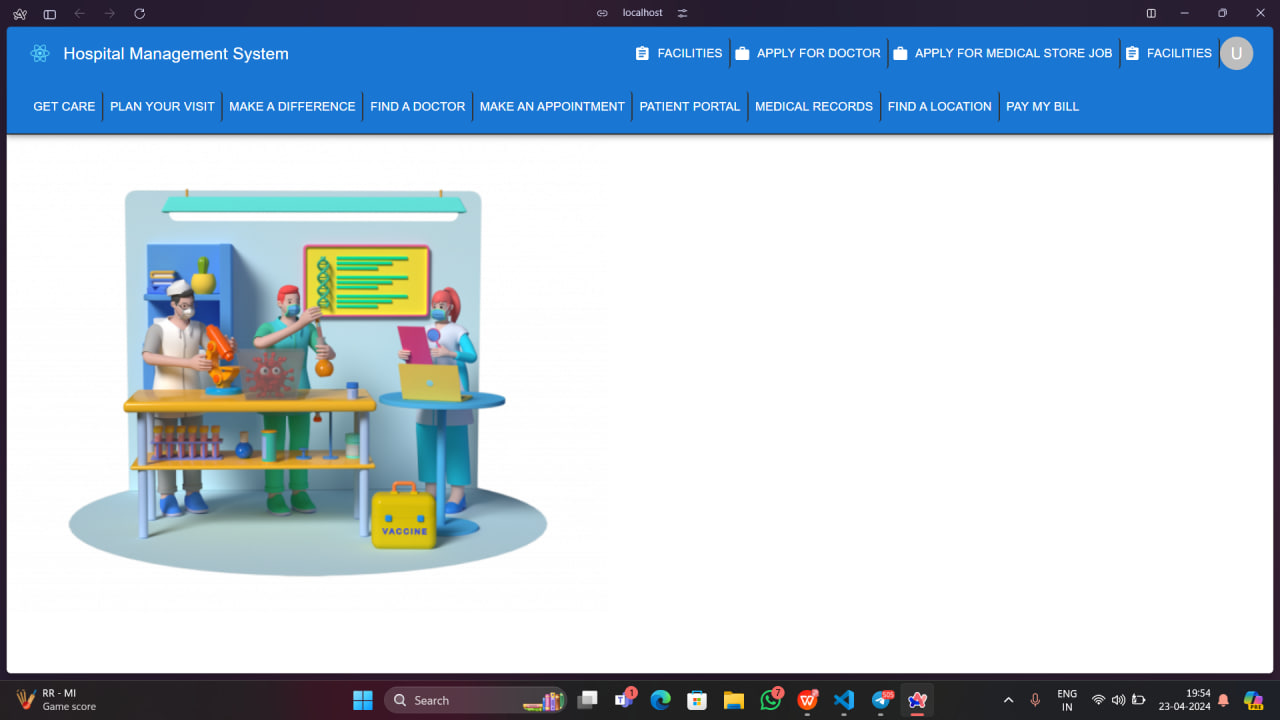 localhost
Hospital Management System
FACILITIES
APPLY FOR DOCTOR
APPLY FOR MEDICAL STORE JOB
FACILITIES
U
GET CARE
PLAN YOUR VISIT
MAKE A DIFFERENCE
FIND A DOCTOR
MAKE AN APPOINTMENT
PATIENT PORTAL
MEDICAL RECORDS
FIND A LOCATION
PAY MY BILL
VACCINE
RR - MI
Game score
Search
1
7
505
ENG
IN
19:54
23-04-2024
PRE